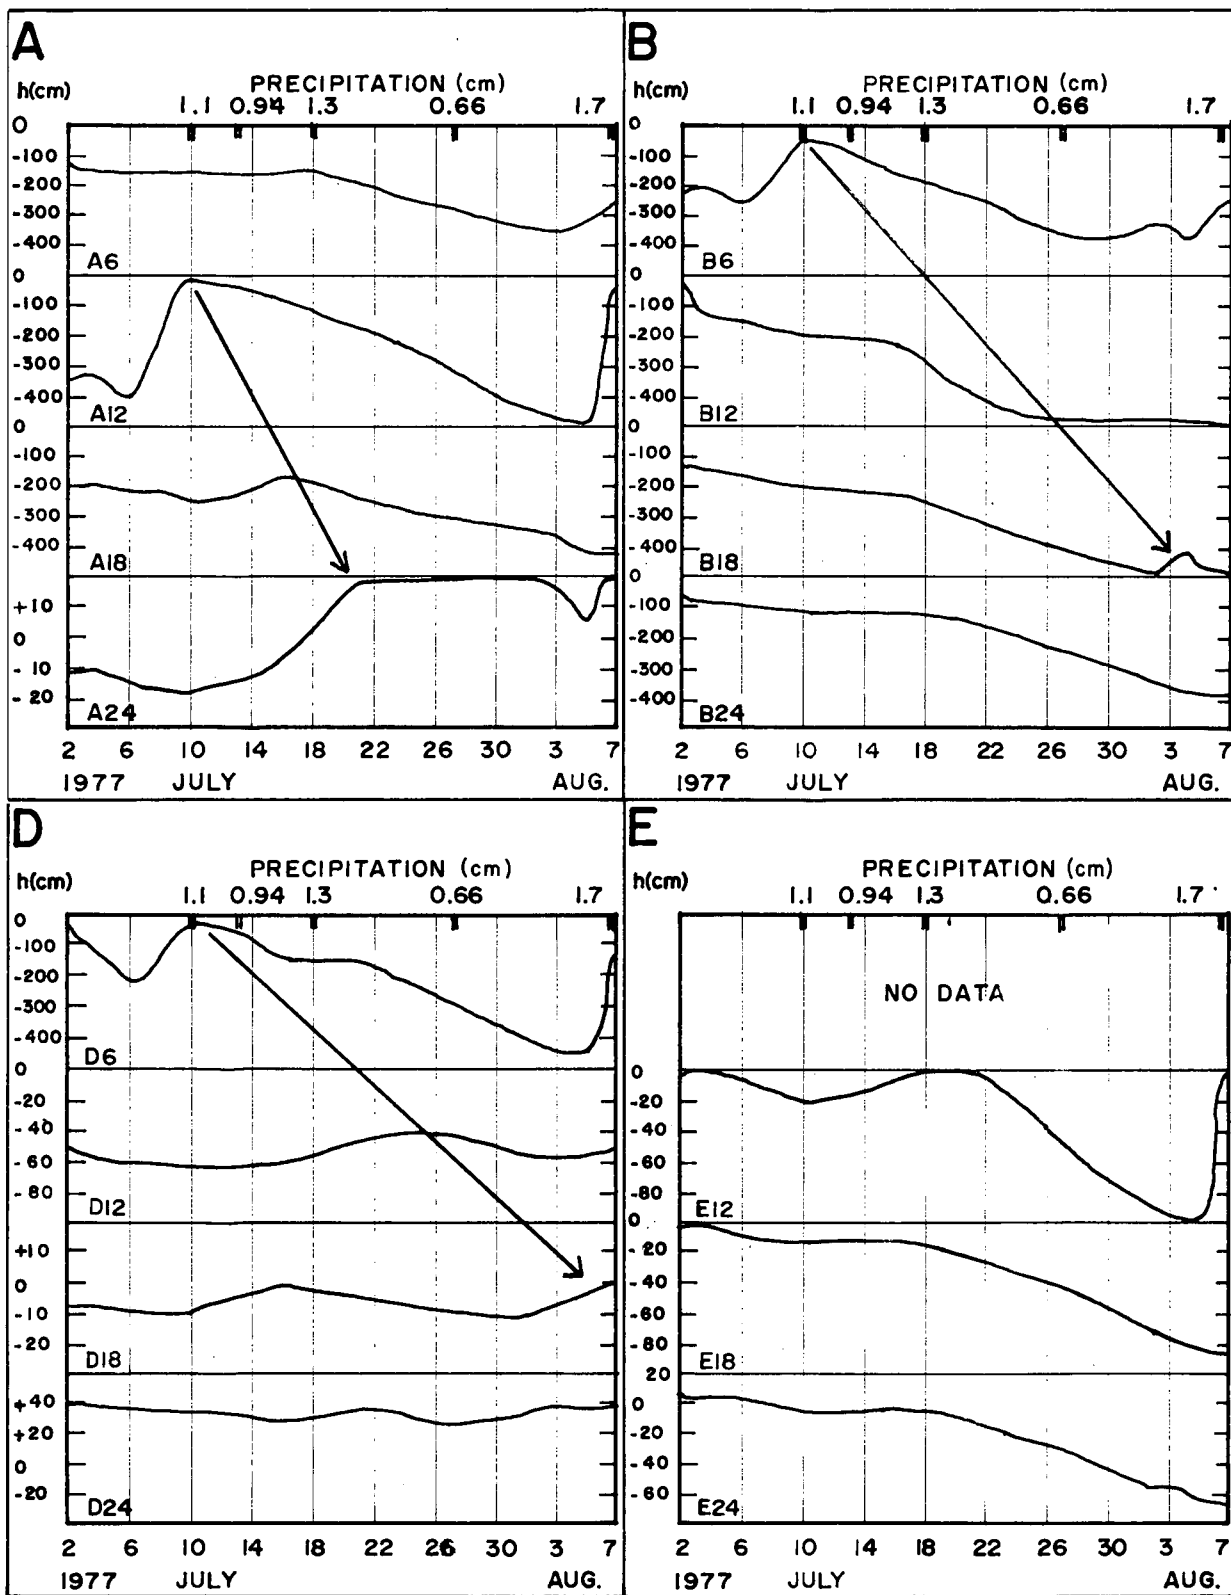 A
PRECIPITATION (cm)
h(cm)
1.1 0.94 1.3 0.66 1.7
0
-100
-200
-300
-400
A6
0
-100
-200
-300
-400
A12
0
-100
-200
-300
-400
A18
0
+10
0
-10
-20
A24
2 6 10 14 18 22 26 30 3 7
1977 JULY AUG.
B
PRECIPITATION (cm)
h(cm)
1.1 0.94 1.3 0.66 1.7
0
-100
-200
-300
-400
B6
0
-100
-200
-300
-400
B12
0
-100
-200
-300
-400
B18
0
-100
-200
-300
-400
B24
2 6 10 14 18 22 26 30 3 7
1977 JULY AUG.
D
PRECIPITATION (cm)
h(cm)
1.1 0.94 1.3 0.66 1.7
0
-100
-200
-300
-400
D6
0
-20
-40
-60
-80
D12
+10
0
-10
-20
D18
+40
+20
0
-20
D24
2 6 10 14 18 22 26 30 3 7
1977 JULY AUG.
E
PRECIPITATION (cm)
h(cm)
1.1 0.94 1.3 0.66 1.7
NO DATA
0
-20
-40
-60
-80
E12
0
-20
-40
-60
-80
E18
20
0
-20
-40
-60
E24
2 6 10 14 18 22 26 30 3 7
1977 JULY AUG.